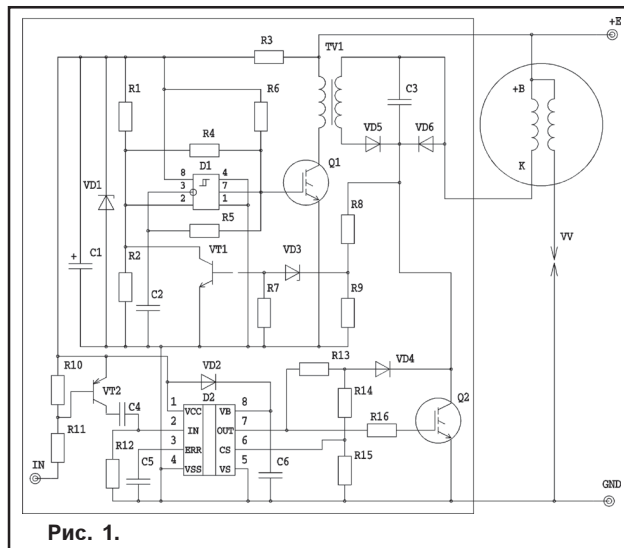 R3
TV1
+E
R1
R6
C3
+B
R4
VD5
VD6
D1
Q1
K
8
4
3
7
2
1
VD1
R8
R5
VV
VT1
VD3
C1
+
R2
C2
R7
R9
R13
VD4
R10
VD2
VT2
D2
R14
Q2
C4
1
VCC
VB
8
R16
2
IN
OUT
7
R11
R12
3
ERR
CS
6
C5
C6
R15
IN
4
VSS
VS
5
GND
Рис. 1.